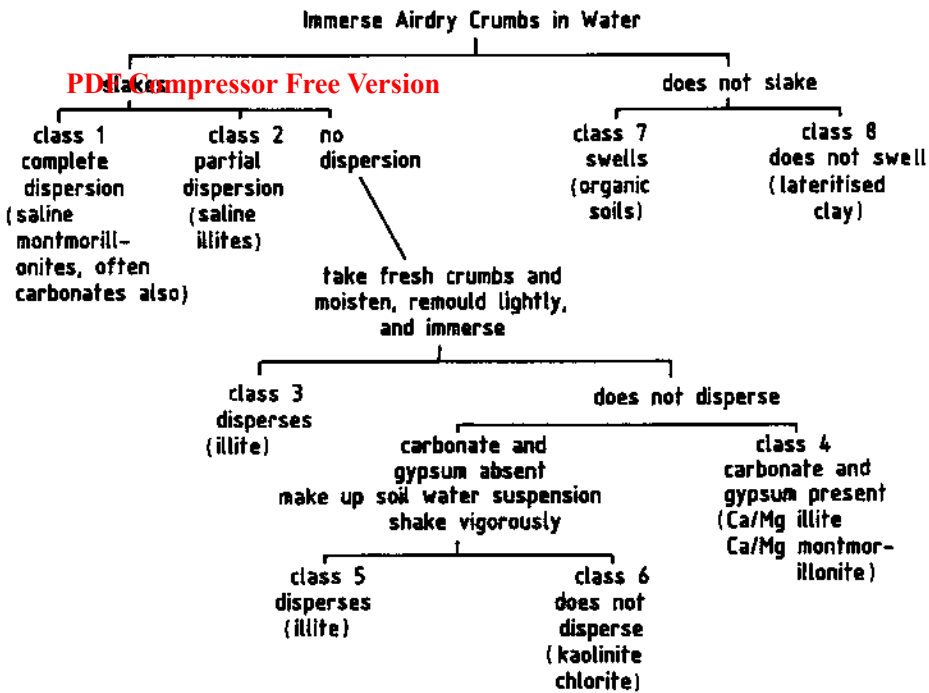 Immerse Airdry Crumbs in Water
PDF Compressor Free Version
slakes
does not slake
class 1
complete
dispersion
(saline
montmorill-
onites, often
carbonates also)
class 2
partial
dispersion
(saline
illites)
no
dispersion
class 7
swells
(organic
soils)
class 8
does not swell
(lateritised
clay)
take fresh crumbs and
moisten, remould lightly,
and immerse
class 3
disperses
(illite)
does not disperse
carbonate and
gypsum absent
make up soil water suspension
shake vigorously
class 4
carbonate and
gypsum present
(Ca/Mg illite
Ca/Mg montmor-
illonite)
class 5
disperses
(illite)
class 6
does not
disperse
(kaolinite
chlorite)